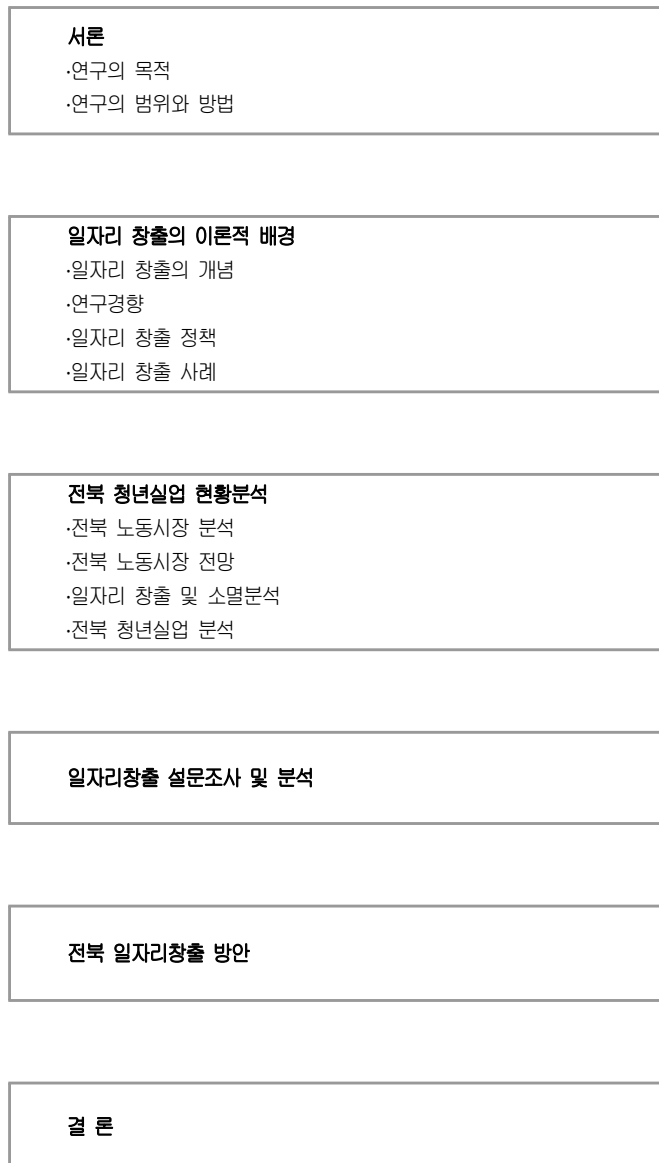 서론
·연구의 목적
·연구의 범위와 방법
일자리 창출의 이론적 배경
·일자리 창출의 개념
·연구경향
·일자리 창출 정책
·일자리 창출 사례
전북 청년실업 현황분석
·전북 노동시장 분석
·전북 노동시장 전망
·일자리 창출 및 소멸분석
·전북 청년실업 분석
일자리창출 설문조사 및 분석
전북 일자리창출 방안
결 론